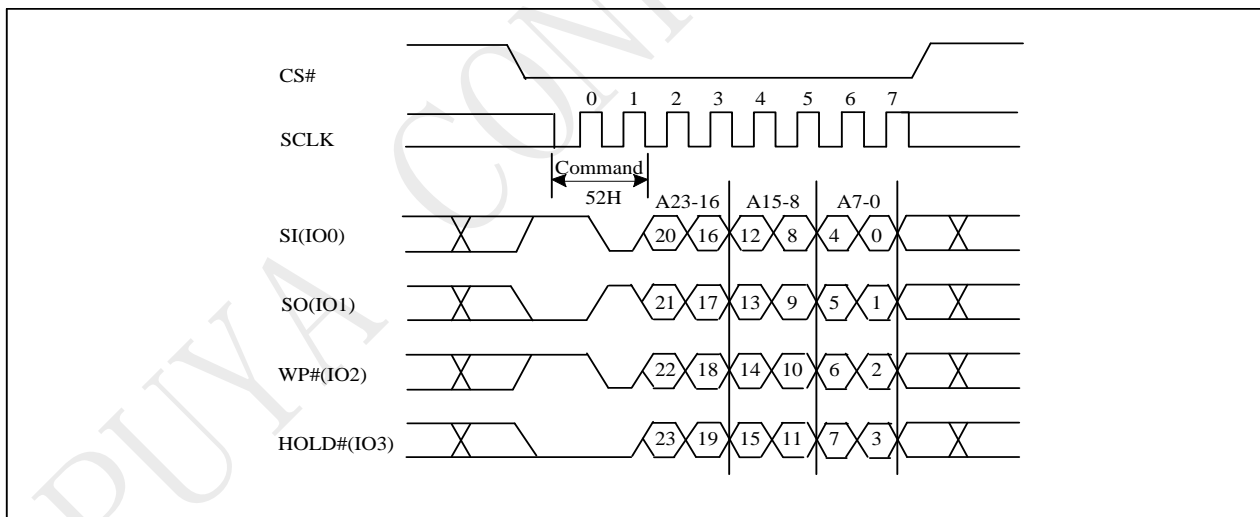 CS#
0 1 2 3 4 5 6 7
SCLK
Command
52H
A23-16 A15-8 A7-0
SI(IO0) 20 16 12 8 4 0
SO(IO1) 21 17 13 9 5 1
WP#(IO2) 22 18 14 10 6 2
HOLD#(IO3) 23 19 15 11 7 3
PUYA CONF